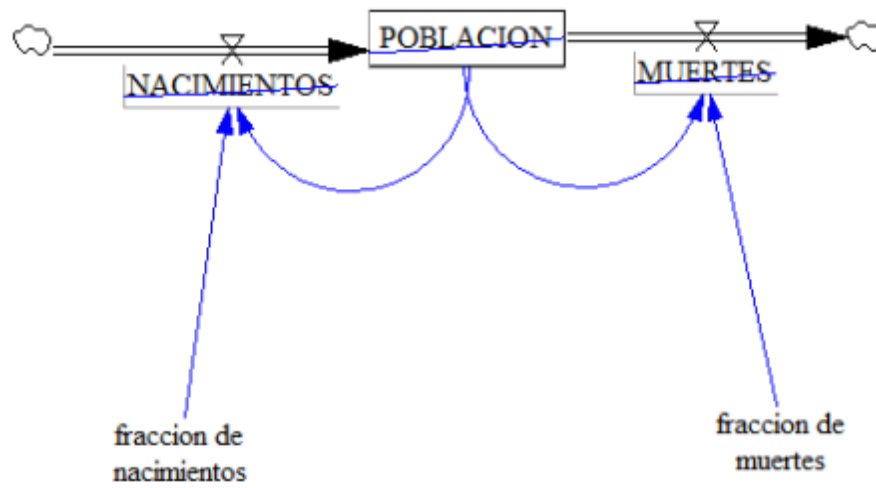 POBLACION
NACIMIENTOS
MUERTES
fraccion de
nacimientos
fraccion de
muertes